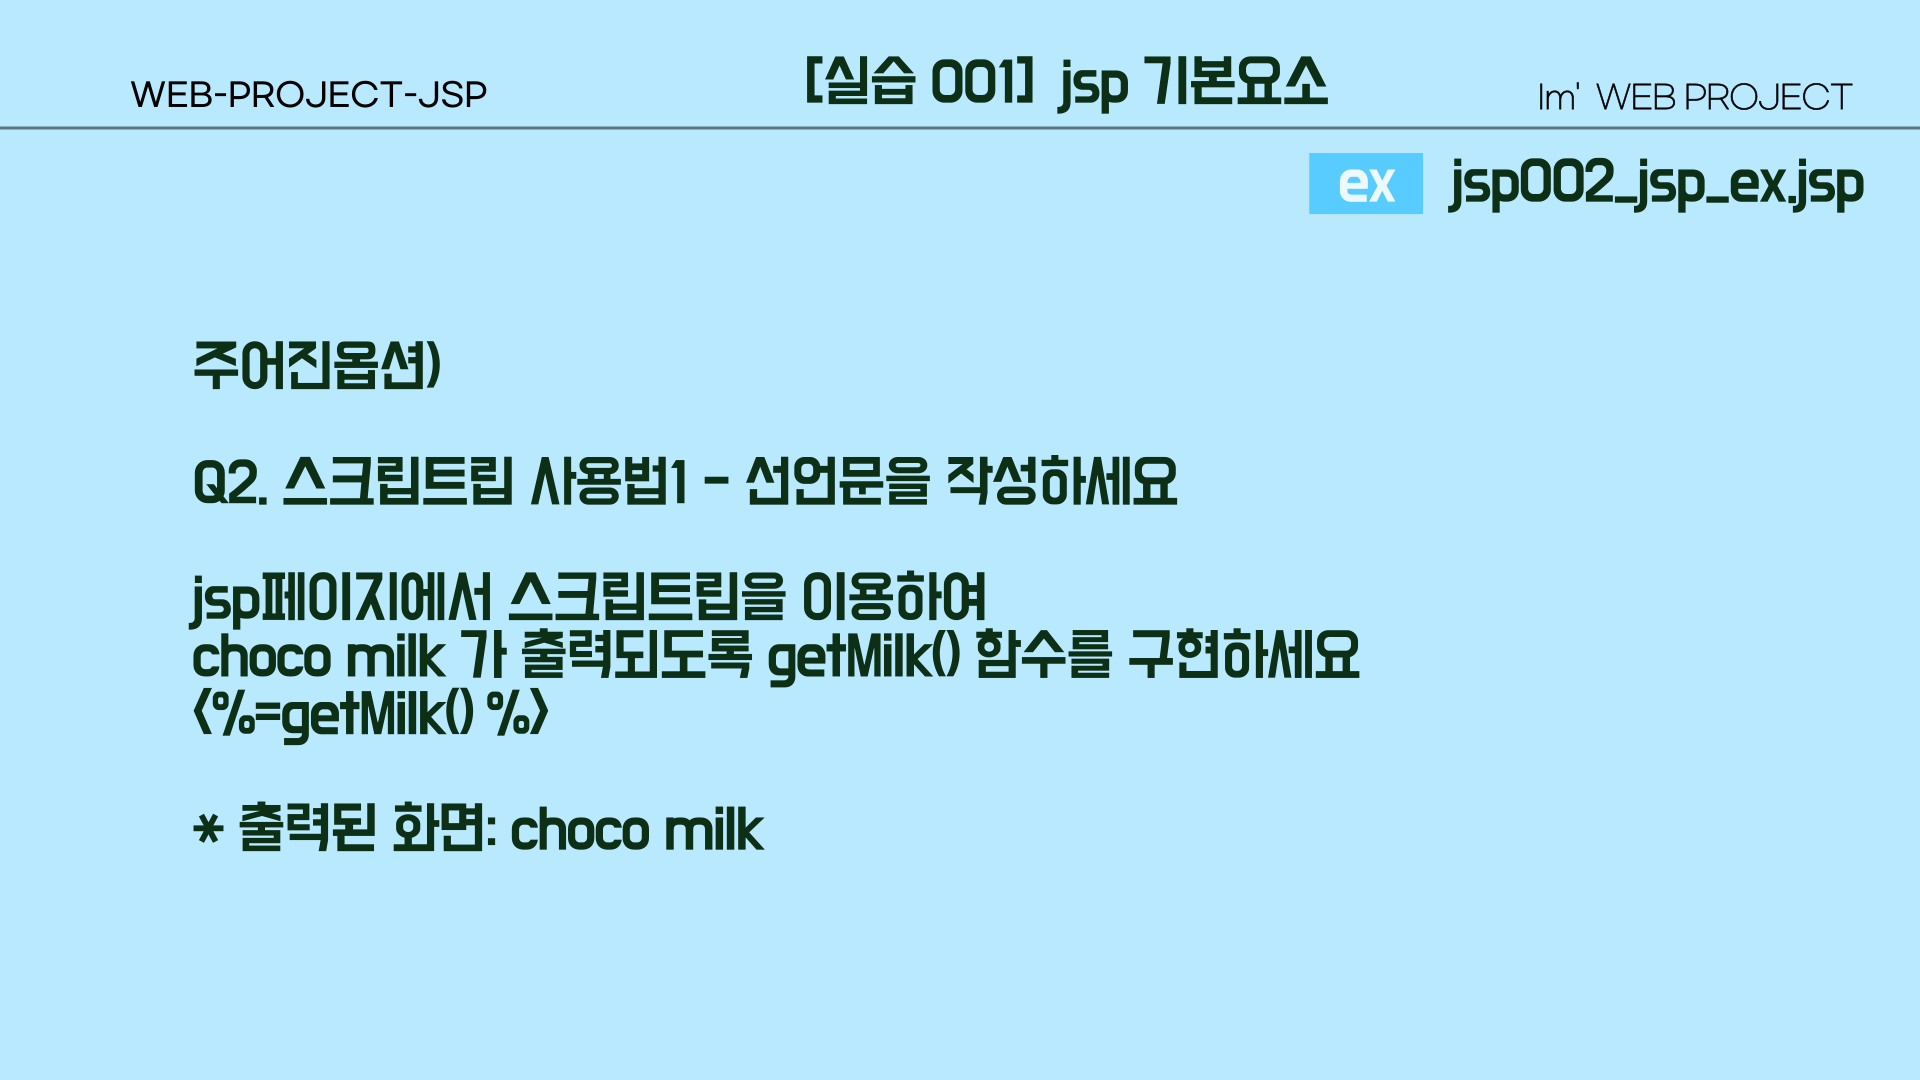 WEB-PROJECT-JSP
[실습 001] jsp 기본요소
Im' WEB PROJECT
ex jsp002_jsp_ex.jsp
주어진옵션)
Q2. 스크립트립 사용법1 - 선언문을 작성하세요
jsp페이지에서 스크립트립을 이용하여
choco milk 가 출력되도록 getMilk() 함수를 구현하세요
<%=getMilk() %>
* 출력된 화면: choco milk